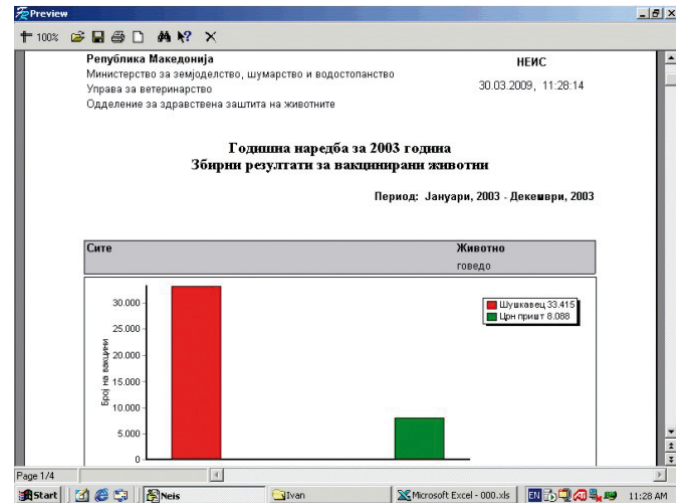 Preview
100%
Република Македонија
Министерство за земјоделство, шумарство и водостопанство
Управа за ветеринарство
Одделение за здравствена заштита на животните
НЕИС
30.03.2009, 11:28:14
Годишна наредба за 2003 година
Збирни резултати за вакцинирани животни
Период: Јануари, 2003 - Декември, 2003
Сите
Животно
говедо
Број на вакцини
30.000
25.000
20.000
15.000
10.000
5.000
0
Шушкавец 33.415
Црн пришт 8.088
Page 1/4
Start
Neis
Ivan
Microsoft Excel - 000.xls
EN
11:28 AM